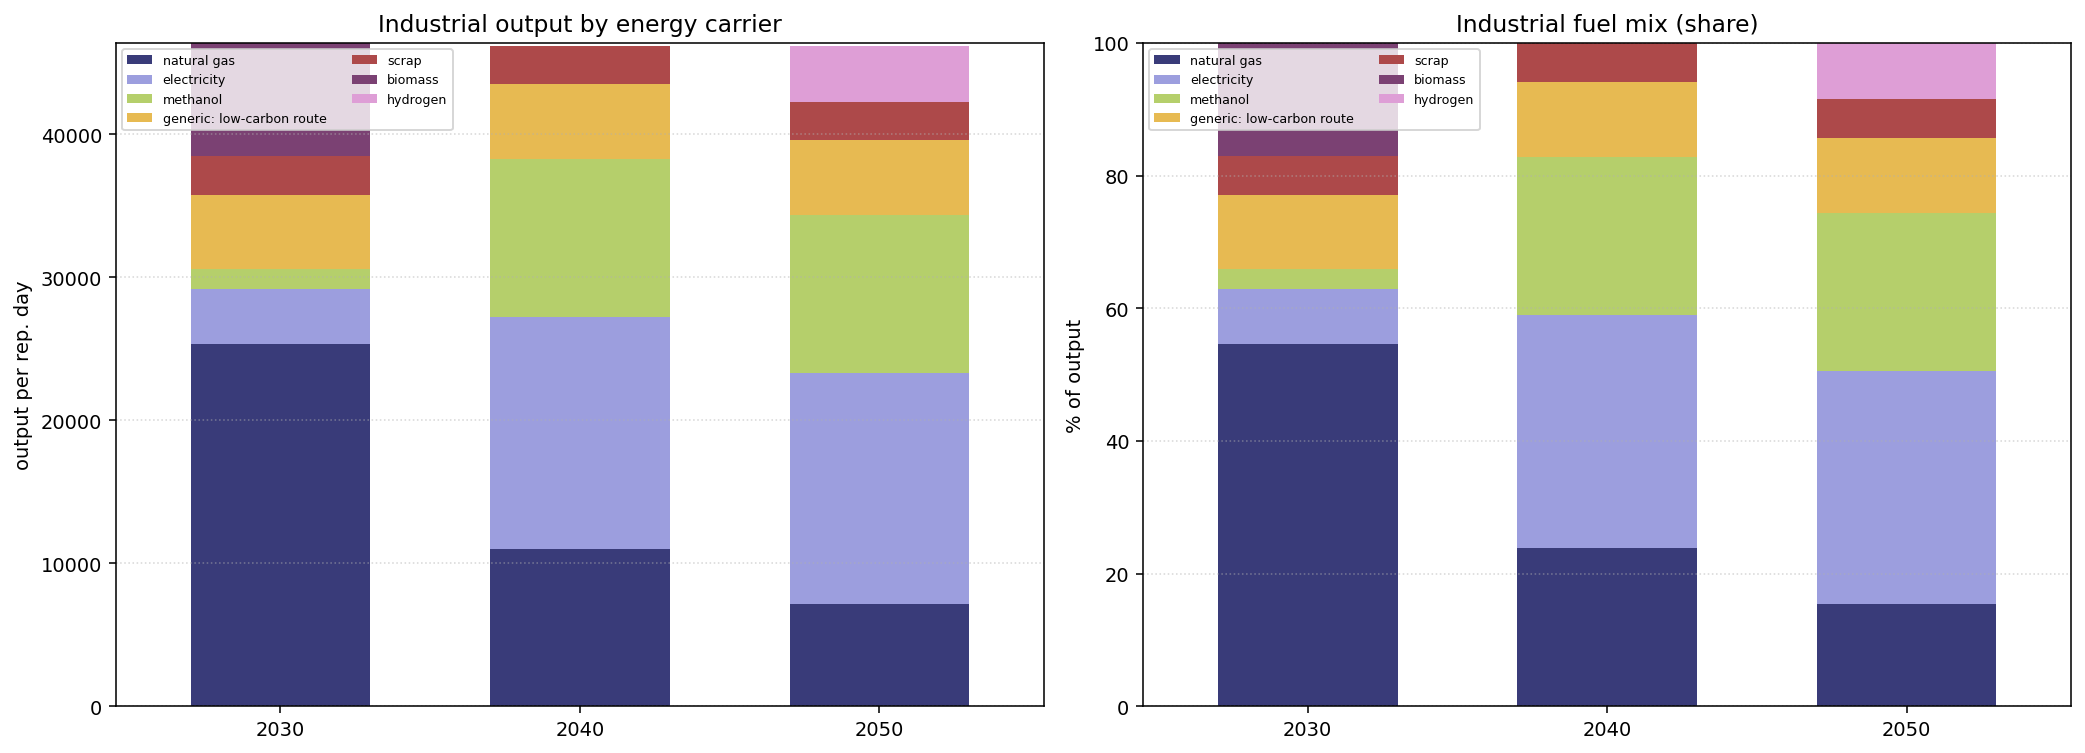 Industrial output by energy carrier
natural gas
electricity
methanol
generic: low-carbon route
scrap
biomass
hydrogen
output per rep. day
40000
30000
20000
10000
0
2030
2040
2050
Industrial fuel mix (share)
natural gas
electricity
methanol
generic: low-carbon route
scrap
biomass
hydrogen
% of output
100
80
60
40
20
0
2030
2040
2050